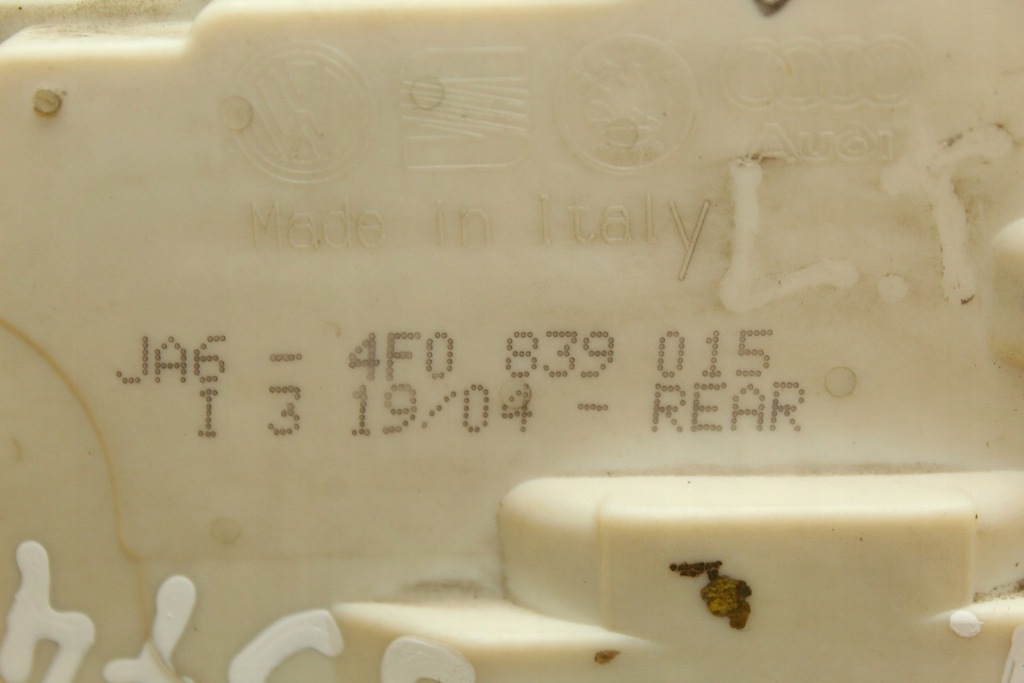 Audi
Made in Italy
L.T
JA6 - 4F0 839 015
I 3 19/04 - REAR